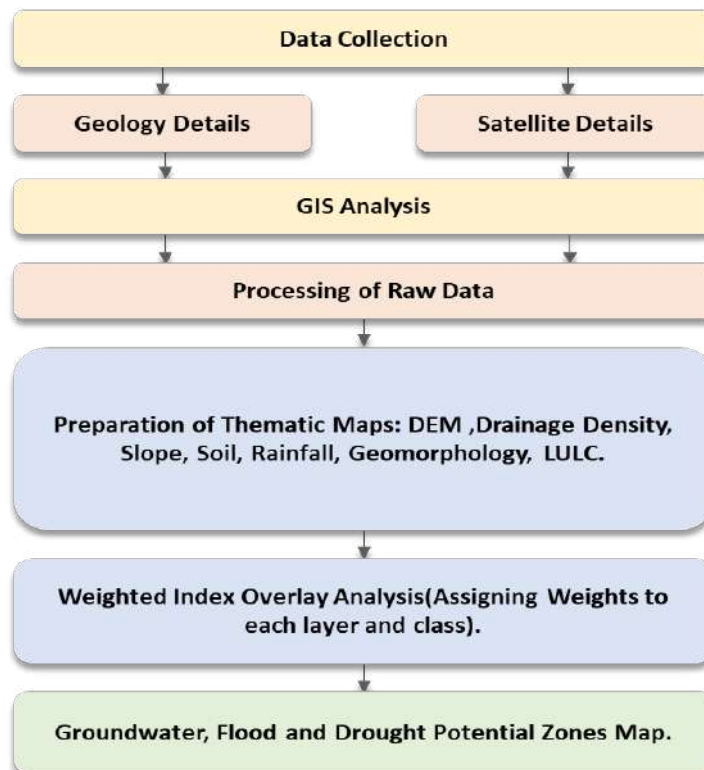 Data Collection
Geology Details
Satellite Details
GIS Analysis
Processing of Raw Data
Preparation of Thematic Maps: DEM ,Drainage Density,
Slope, Soil, Rainfall, Geomorphology, LULC.
Weighted Index Overlay Analysis(Assigning Weights to
each layer and class).
Groundwater, Flood and Drought Potential Zones Map.